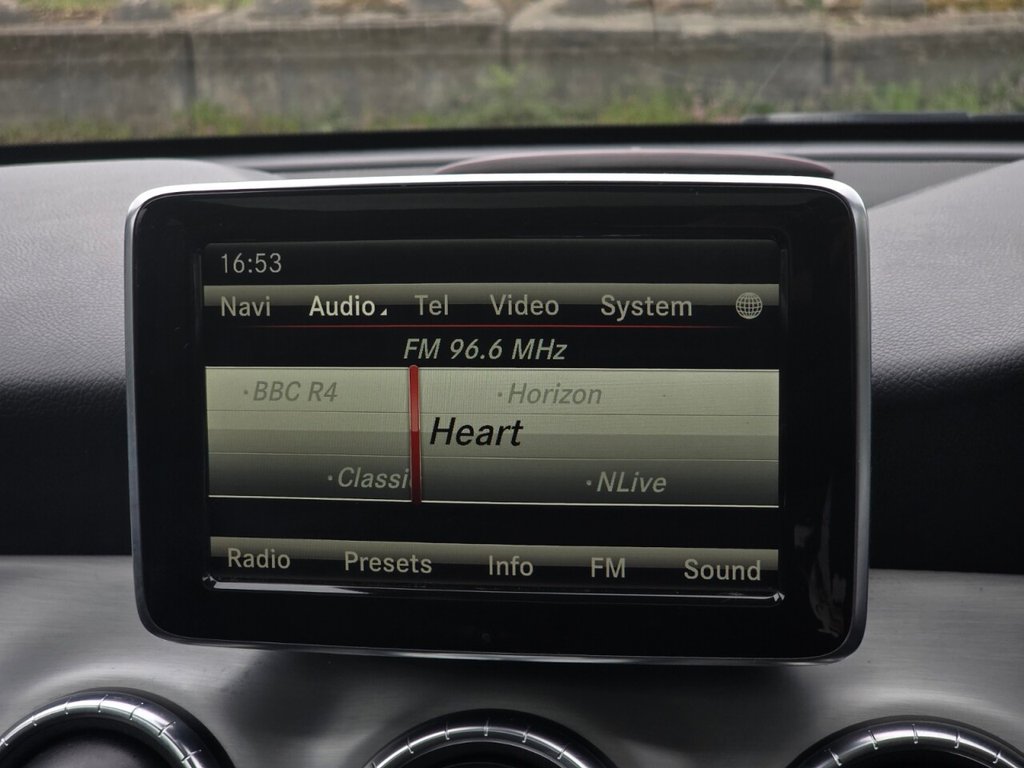 16:53
Navi Audio Tel Video System
FM 96.6 MHz
·BBC R4 ·Horizon
Heart
·Classi ·NLive
Radio Presets Info FM Sound